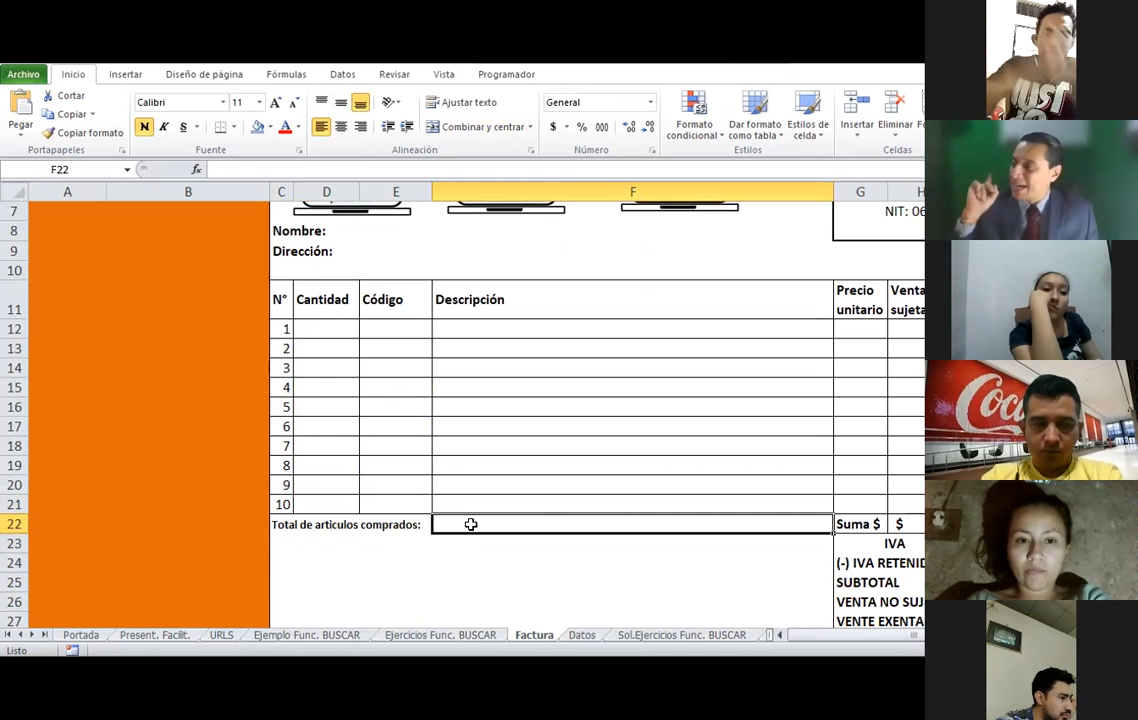 Archivo Inicio Insertar Diseño de página Fórmulas Datos Revisar Vista Programador
Pegar Cortar Copiar Copiar formato
Calibri 11 A A Ajustar texto General
N K S A Combinar y centrar $ % 000
Formato condicional Dar formato como tabla Estilos de celda Insertar Eliminar
Portapapeles Fuente Alineación Número Estilos Celdas
F22 fx
A B C D E F G H
7 NIT: 06
8 Nombre:
9 Dirección:
10
11 N° Cantidad Código Descripción Precio unitario Venta sujeta
12 1
13 2
14 3
15 4
16 5
17 6
18 7
19 8
20 9
21 10
22 Total de articulos comprados: Suma $ $
23 IVA
24 (-) IVA RETENID
25 SUBTOTAL
26 VENTA NO SUJ
27 VENTE EXENTA
Portada Present. Facilit. URLS Ejemplo Func. BUSCAR Ejercicios Func. BUSCAR Factura Datos Sol.Ejercicios Func. BUSCAR
Listo
JUST
Coc